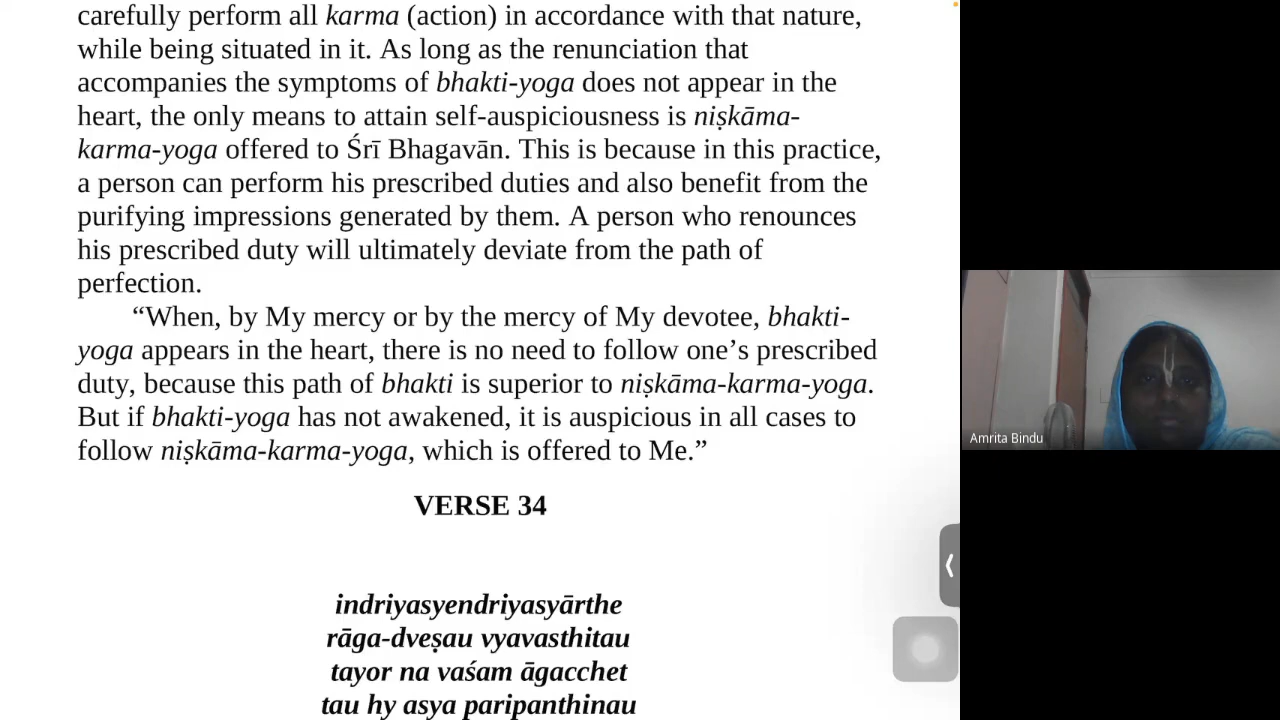 carefully perform all karma (action) in accordance with that nature,
while being situated in it. As long as the renunciation that
accompanies the symptoms of bhakti-yoga does not appear in the
heart, the only means to attain self-auspiciousness is niṣkāma-
karma-yoga offered to Śrī Bhagavān. This is because in this practice,
a person can perform his prescribed duties and also benefit from the
purifying impressions generated by them. A person who renounces
his prescribed duty will ultimately deviate from the path of
perfection.
“When, by My mercy or by the mercy of My devotee, bhakti-
yoga appears in the heart, there is no need to follow one’s prescribed
duty, because this path of bhakti is superior to niṣkāma-karma-yoga.
But if bhakti-yoga has not awakened, it is auspicious in all cases to
follow niṣkāma-karma-yoga, which is offered to Me.”
VERSE 34
indriyasyendriyasyārthe
rāga-dveṣau vyavasthitau
tayor na vaśam āgacchet
tau hy asya paripanthinau
Amrita Bindu